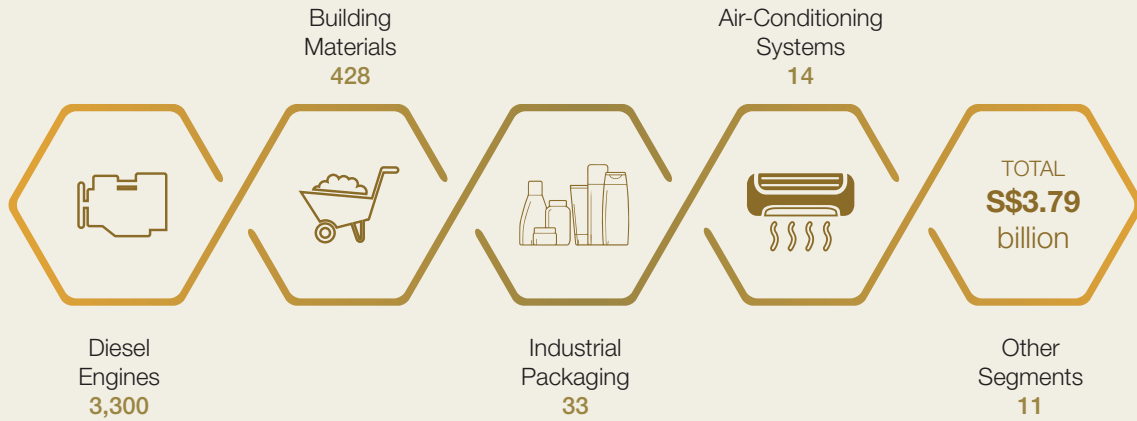 Building
Materials
428
Air-Conditioning
Systems
14
TOTAL
S$3.79
billion
Diesel
Engines
3,300
Industrial
Packaging
33
Other
Segments
11